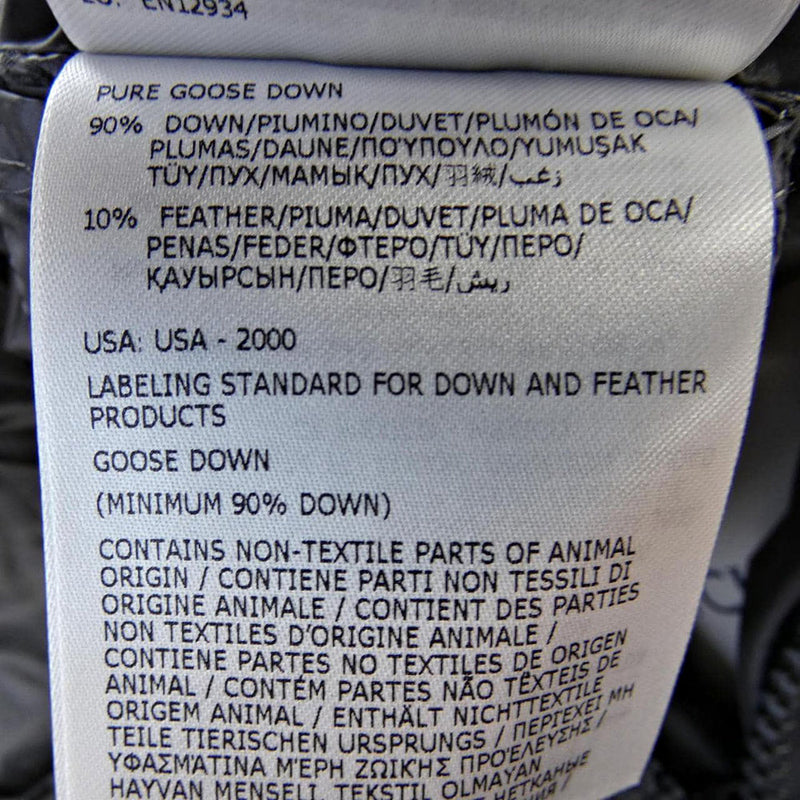 EN12934
PURE GOOSE DOWN
90% DOWN/PIUMINO/DUVET/PLUMÓN DE OCA/
PLUMAS/DAUNE/ΠΟΎΠΟΥΛΟ/YUMUŞAK
TÜY/ПУХ/МАМЫҚ/ПУХ/羽絨/زغب
10% FEATHER/PIUMA/DUVET/PLUMA DE OCA/
PENAS/FEDER/ΦΤΕΡΟ/TÜY/ПЕРО/
ҚАУЫРСЫН/ПЕРО/羽毛/ريش
USA: USA - 2000
LABELING STANDARD FOR DOWN AND FEATHER
PRODUCTS
GOOSE DOWN
(MINIMUM 90% DOWN)
CONTAINS NON-TEXTILE PARTS OF ANIMAL
ORIGIN / CONTIENE PARTI NON TESSILI DI
ORIGINE ANIMALE / CONTIENT DES PARTIES
NON TEXTILES D'ORIGINE ANIMALE /
CONTIENE PARTES NO TEXTILES DE ORIGEN
ANIMAL / CONTÉM PARTES NÃO TÊXTEIS DE
ORIGEM ANIMAL / ENTHÄLT NICHTTEXTILE
TEILE TIERISCHEN URSPRUNGS / ΠΕΡΙΕΧΕΙ ΜΗ
ΥΦΑΣΜΆΤΙΝΑ ΜΈΡΗ ΖΩΙΚΉΣ ΠΡΟΈΛΕΥΣΗΣ /
HAYVAN MENŞELİ, TEKSTİL OLMAYAN
НЕТКАНЫЕ